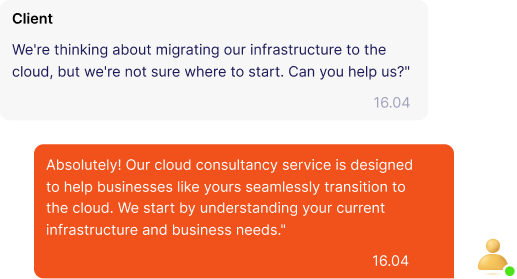 Client
We're thinking about migrating our infrastructure to the
cloud, but we're not sure where to start. Can you help us?"
16.04
Absolutely! Our cloud consultancy service is designed
to help businesses like yours seamlessly transition to
the cloud. We start by understanding your current
infrastructure and business needs."
16.04